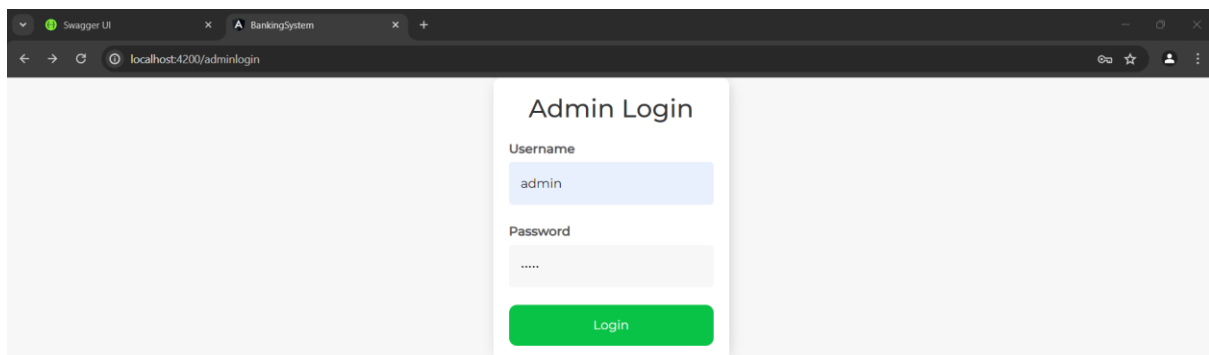 Swagger UI
BankingSystem
localhost:4200/adminlogin
Admin Login
Username
admin
Password
.....
Login